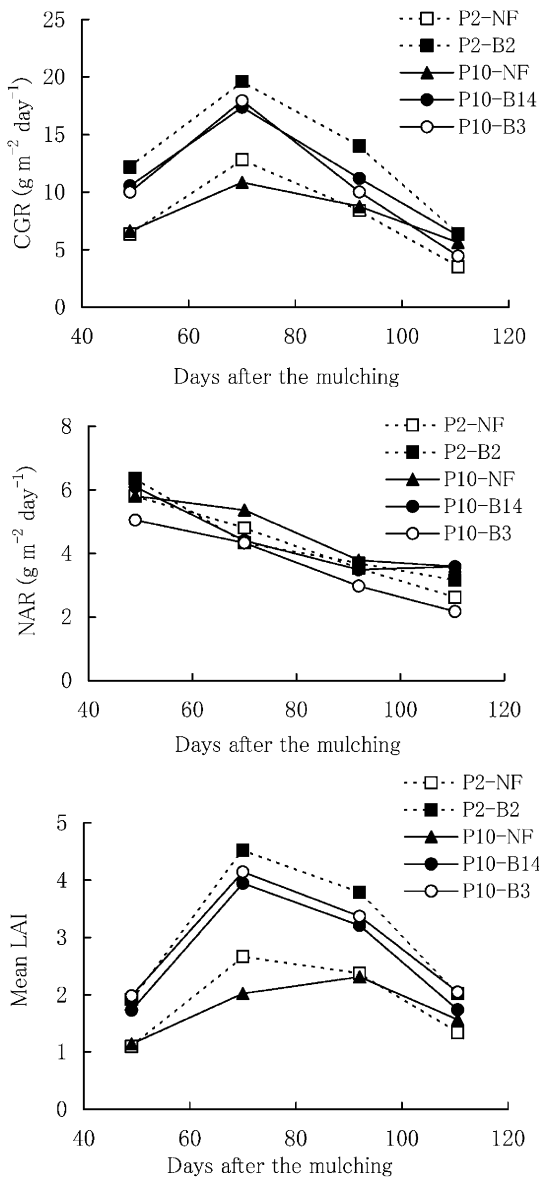 P2-NF
P2-B2
P10-NF
P10-B14
P10-B3
25
20
15
10
5
0
CGR (g m⁻² day⁻¹)
40 60 80 100 120
Days after the mulching
P2-NF
P2-B2
P10-NF
P10-B14
P10-B3
8
6
4
2
0
NAR (g m⁻² day⁻¹)
40 60 80 100 120
Days after the mulching
P2-NF
P2-B2
P10-NF
P10-B14
P10-B3
5
4
3
2
1
0
Mean LAI
40 60 80 100 120
Days after the mulching